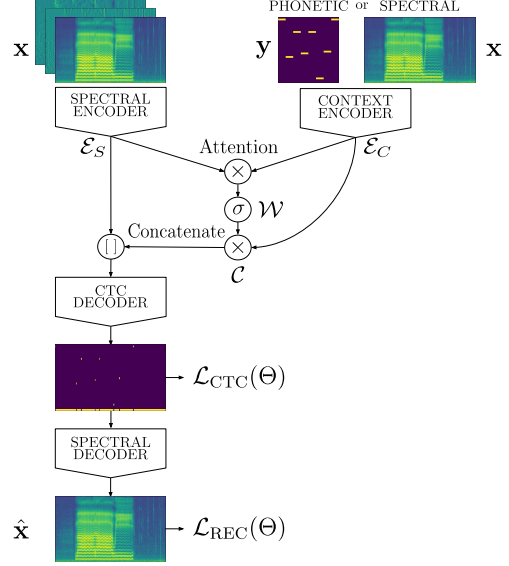 PHONETIC or SPECTRAL
x
y
x
SPECTRAL
ENCODER
CONTEXT
ENCODER
ℰ_S
Attention
ℰ_C
×
σ
𝒲
Concatenate
[ ]
×
𝒞
CTC
DECODER
ℒ_CTC(Θ)
SPECTRAL
DECODER
x̂
ℒ_REC(Θ)